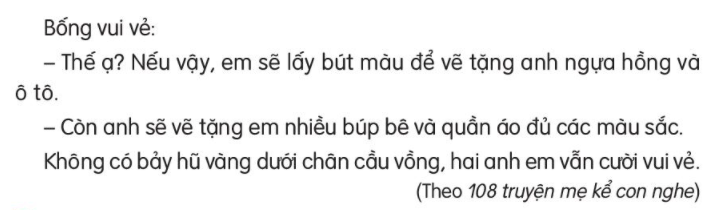 Bống vui vẻ:
– Thế ạ? Nếu vậy, em sẽ lấy bút màu để vẽ tặng anh ngựa hồng và
ô tô.
– Còn anh sẽ vẽ tặng em nhiều búp bê và quần áo đủ các màu sắc.
Không có bảy hũ vàng dưới chân cầu vồng, hai anh em vẫn cười vui vẻ.
(Theo 108 truyện mẹ kể con nghe)